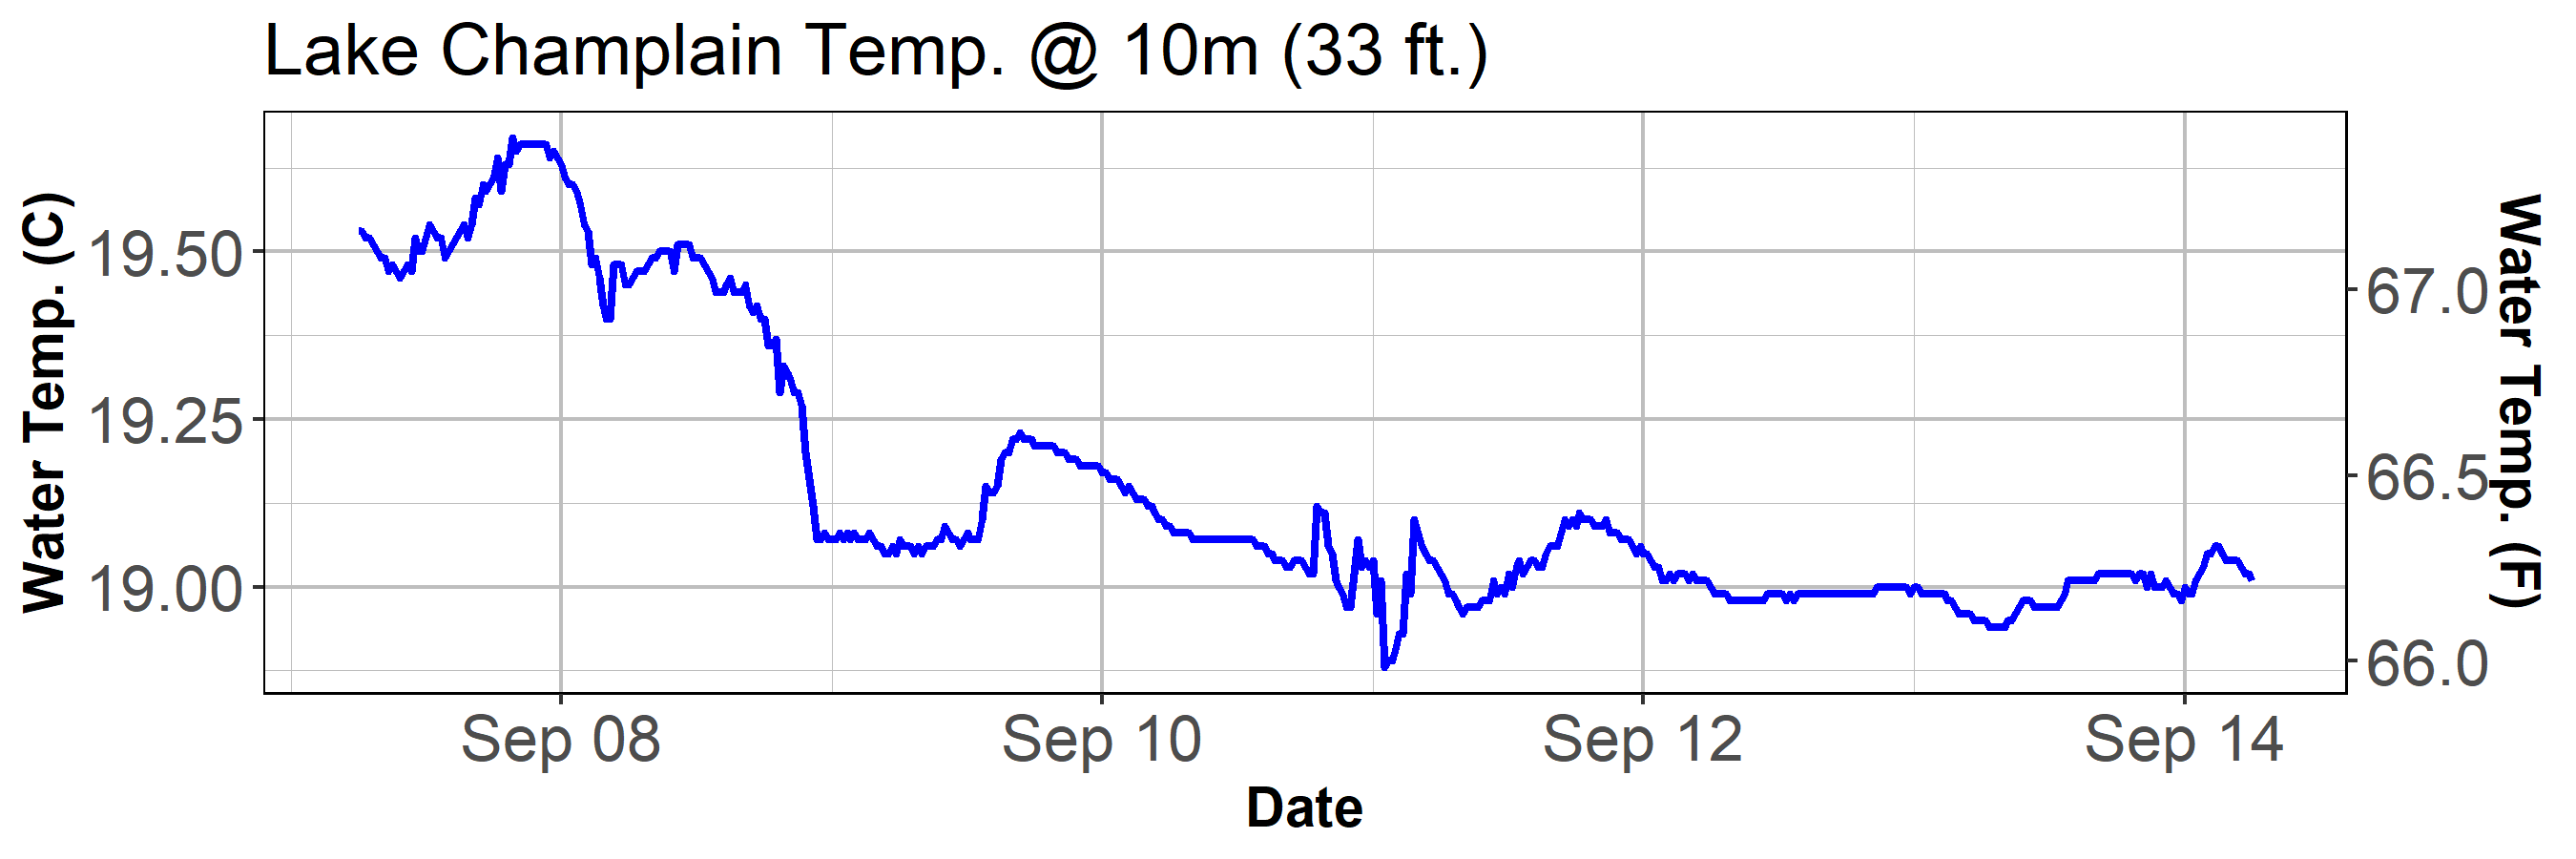 Lake Champlain Temp. @ 10m (33 ft.)
Water Temp. (C)
19.50
19.25
19.00
67.0
66.5
66.0
Water Temp. (F)
Sep 08
Sep 10
Sep 12
Sep 14
Date